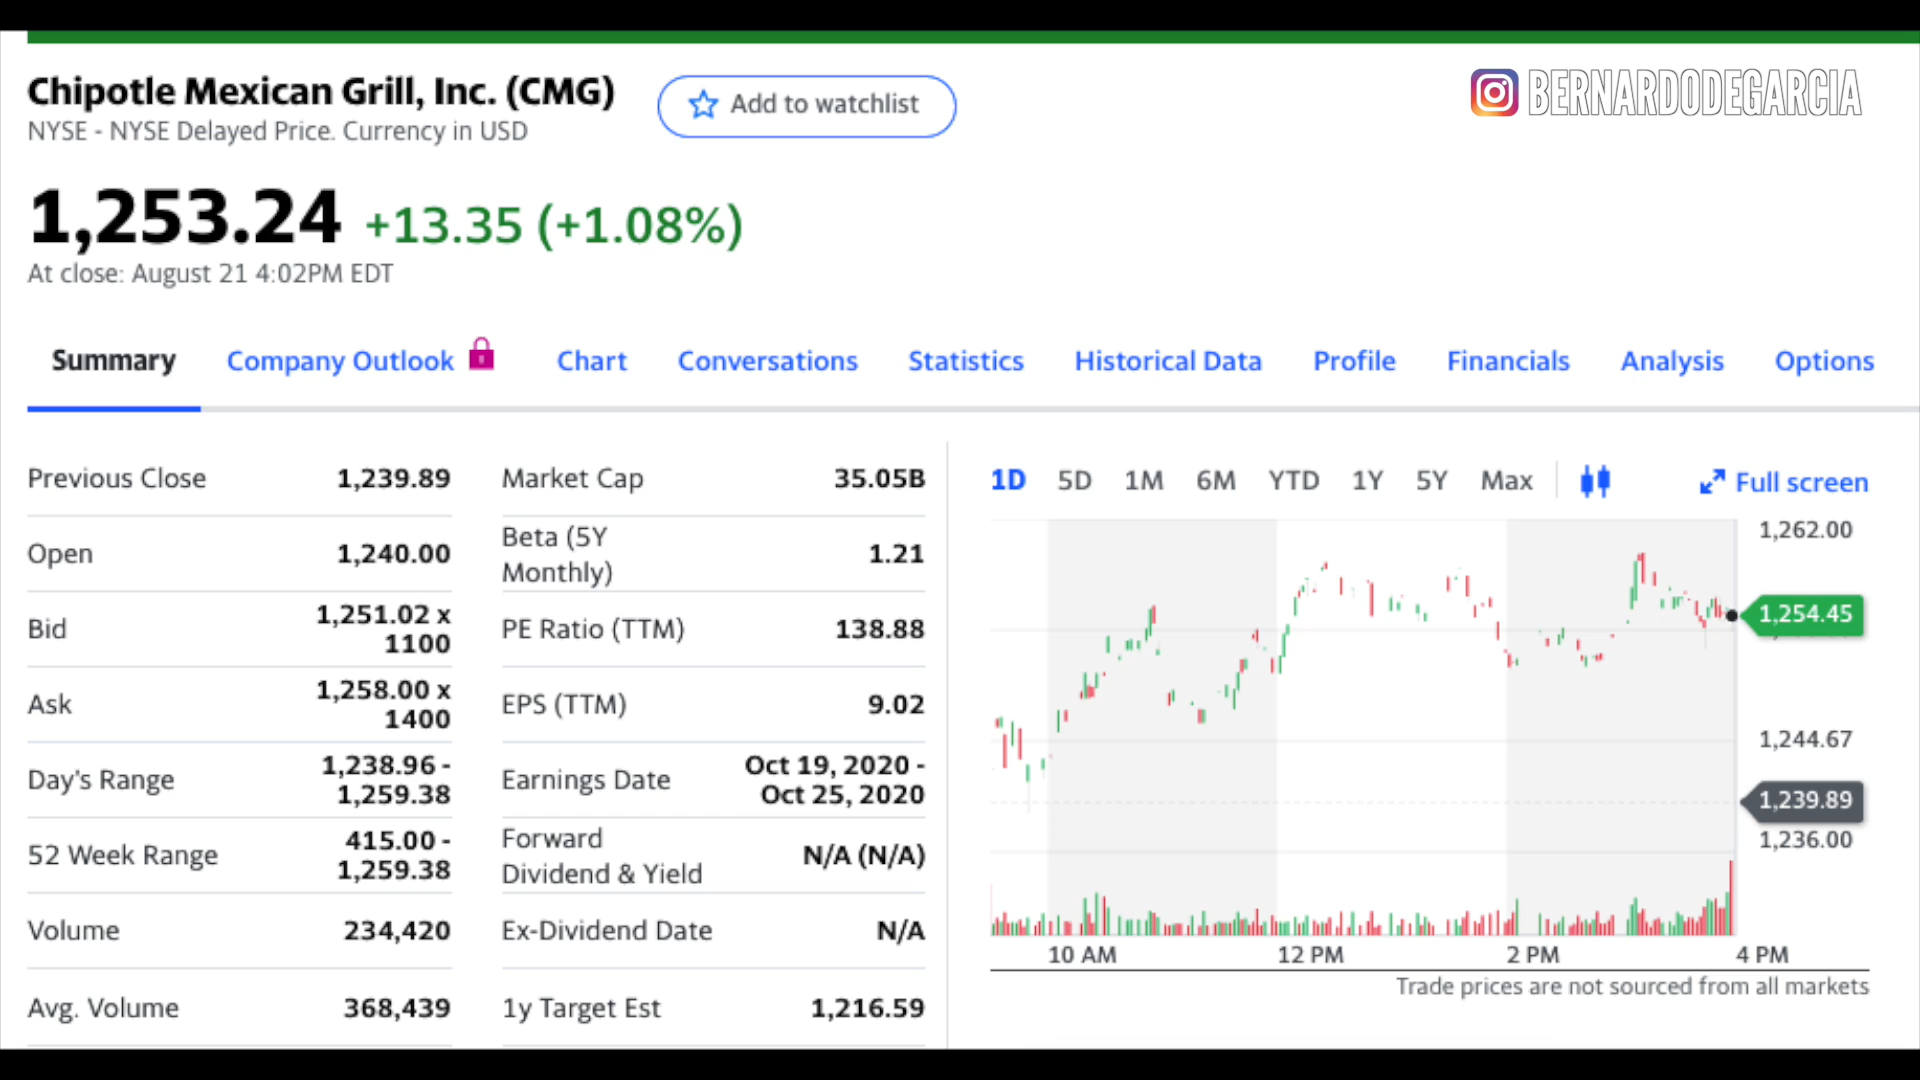 Chipotle Mexican Grill, Inc. (CMG)
NYSE - NYSE Delayed Price. Currency in USD
Add to watchlist
BERNARDODEGARCIA
1,253.24 +13.35 (+1.08%)
At close: August 21 4:02PM EDT
Summary Company Outlook Chart Conversations Statistics Historical Data Profile Financials Analysis Options
Previous Close 1,239.89
Open 1,240.00
Bid 1,251.02 x
1100
Ask 1,258.00 x
1400
Day's Range 1,238.96 -
1,259.38
52 Week Range 415.00 -
1,259.38
Volume 234,420
Avg. Volume 368,439
Market Cap 35.05B
Beta (5Y
Monthly) 1.21
PE Ratio (TTM) 138.88
EPS (TTM) 9.02
Earnings Date Oct 19, 2020 -
Oct 25, 2020
Forward
Dividend & Yield N/A (N/A)
Ex-Dividend Date N/A
1y Target Est 1,216.59
1D 5D 1M 6M YTD 1Y 5Y Max Full screen
1,262.00
1,254.45
1,244.67
1,239.89
1,236.00
10 AM 12 PM 2 PM 4 PM
Trade prices are not sourced from all markets